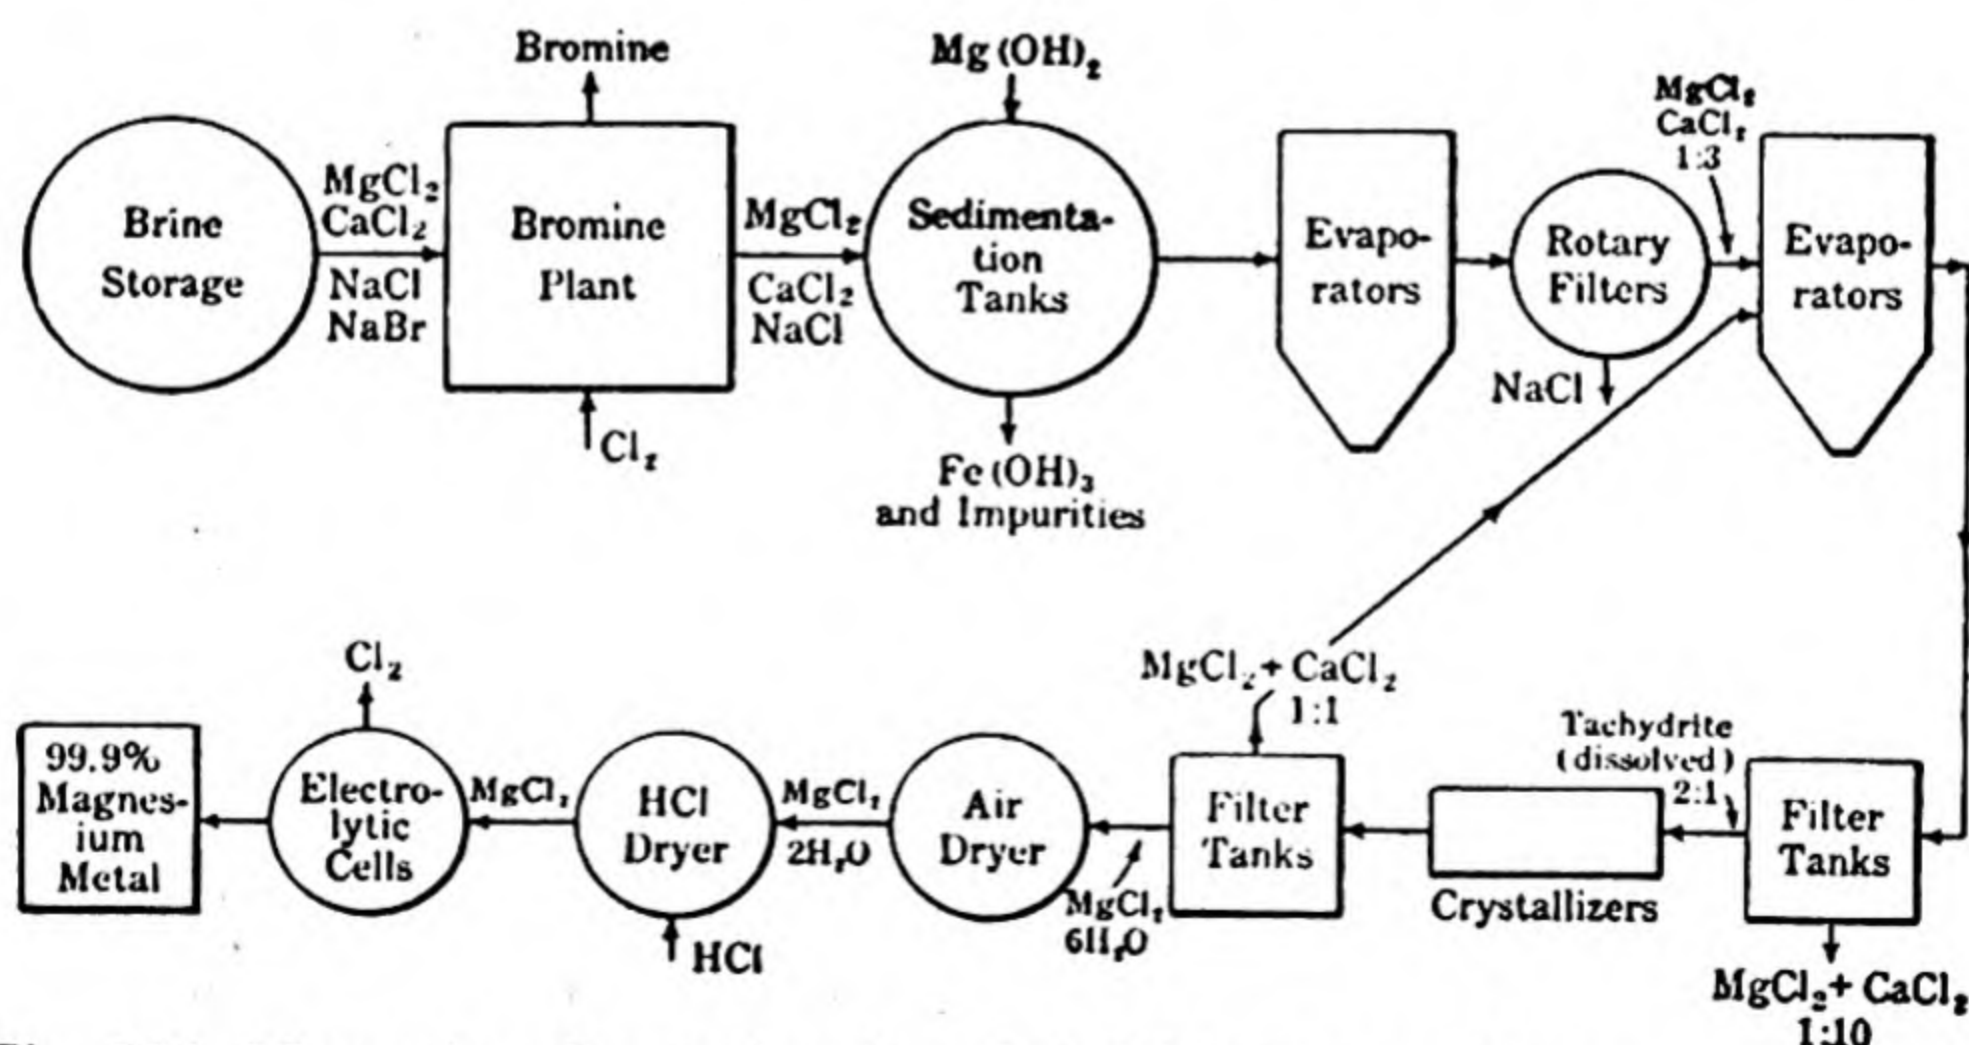 Bromine
Mg(OH)₂
MgCl₂
CaCl₂
1:3
Brine
Storage
MgCl₂
CaCl₂
NaCl
NaBr
Bromine
Plant
MgCl₂
CaCl₂
NaCl
Sedimenta-
tion
Tanks
Evapo-
rators
Rotary
Filters
Evapo-
rators
NaCl
Cl₂
Fe(OH)₃
and Impurities
MgCl₂+ CaCl₂
1:1
Cl₂
99.9%
Magnes-
ium
Metal
Electro-
lytic
Cells
MgCl₂
HCl
Dryer
MgCl₂
2H₂O
Air
Dryer
MgCl₂
6H₂O
Filter
Tanks
Tachydrite
(dissolved)
2:1
Crystallizers
Filter
Tanks
HCl
MgCl₂+ CaCl₂
1:10